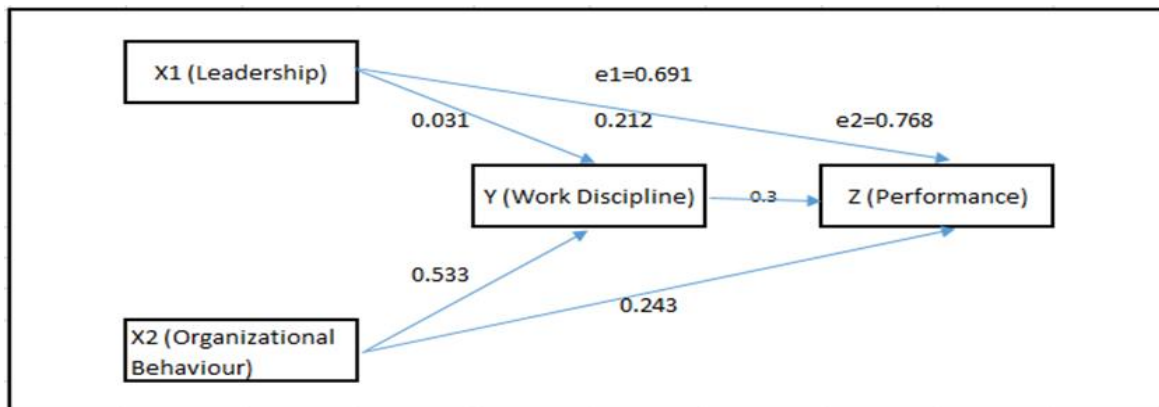 X1 (Leadership)
e1=0.691
0.031
0.212
e2=0.768
Y (Work Discipline)
0.3
Z (Performance)
0.533
0.243
X2 (Organizational
Behaviour)